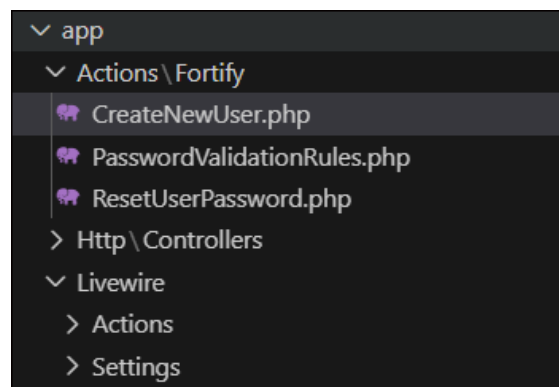 app
Actions\Fortify
CreateNewUser.php
PasswordValidationRules.php
ResetUserPassword.php
Http\Controllers
Livewire
Actions
Settings